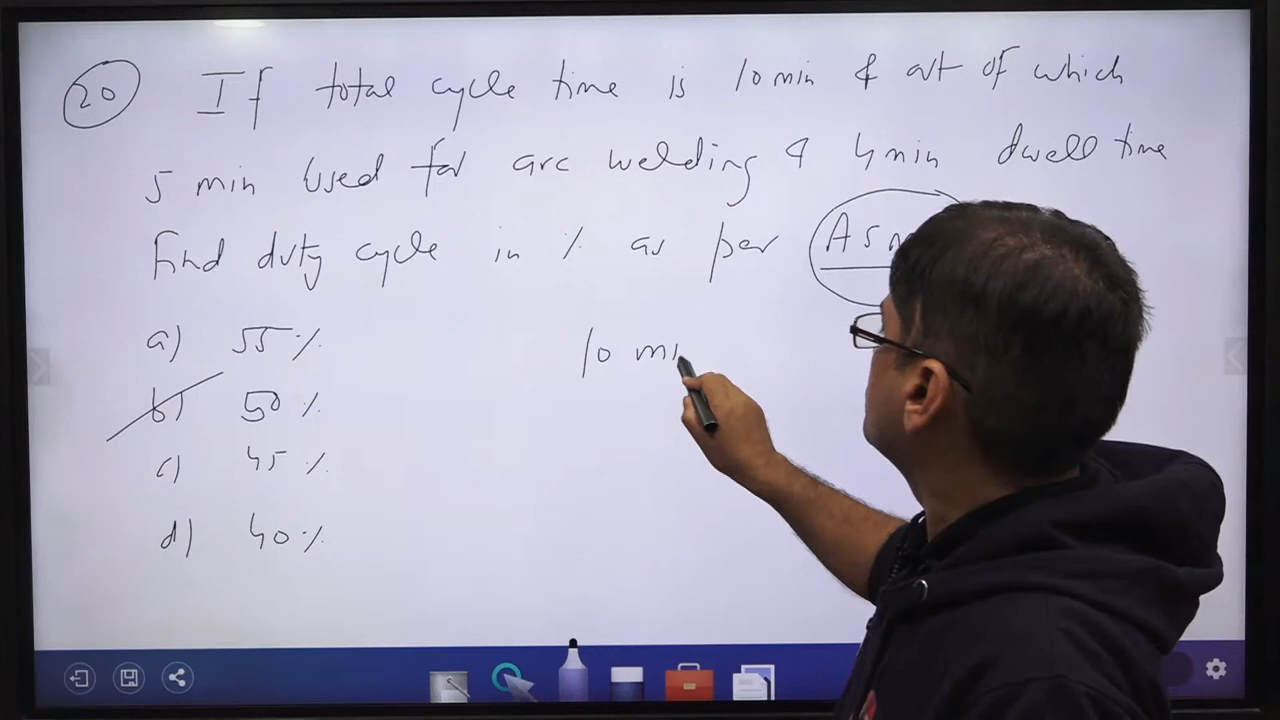 20 If total cycle time is 10 min & out of which
5 min used for arc welding & 4 min dwell time
Find duty cycle in % as per
a) 55 %
b) 50 %
c) 45 %
d) 40 %
10 mi